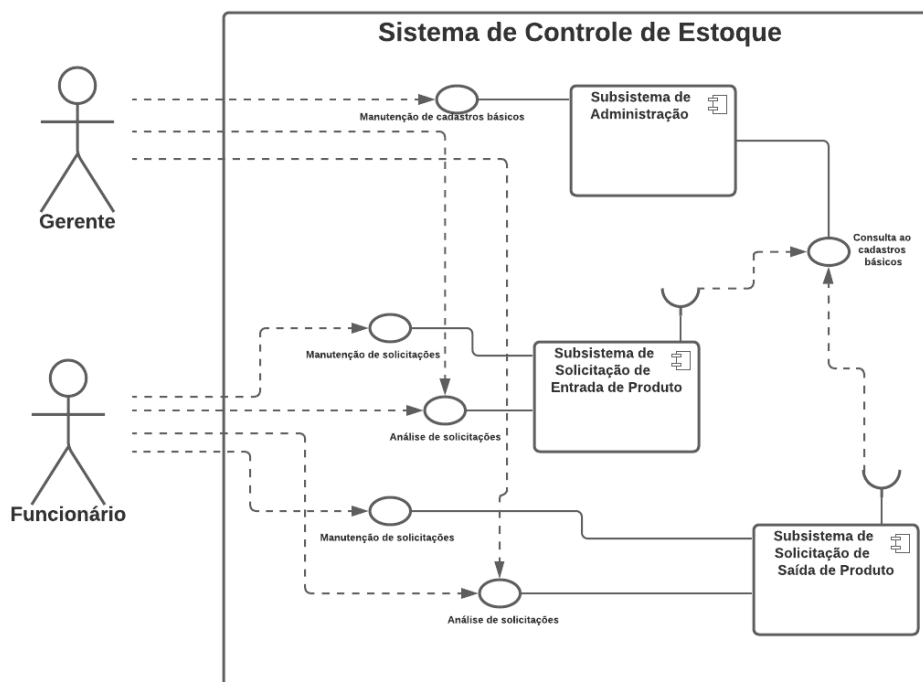 Sistema de Controle de Estoque
Subsistema de
Administração
Manutenção de cadastros básicos
Gerente
Consulta ao
cadastros
básicos
Manutenção de solicitações
Subsistema de
Solicitação de
Entrada de Produto
Análise de solicitações
Funcionário
Manutenção de solicitações
Subsistema de
Solicitação de
Saída de Produto
Análise de solicitações